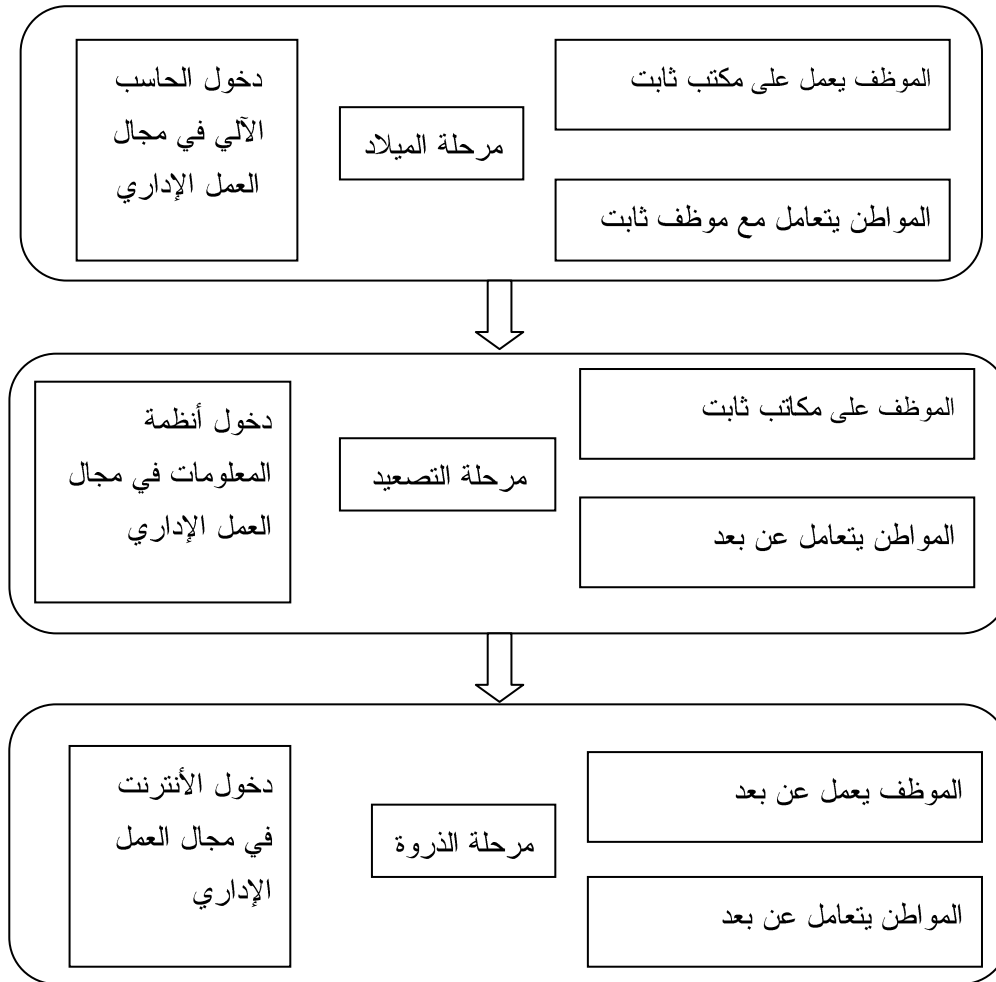 الموظف يعمل على مكتب ثابت
المواطن يتعامل مع موظف ثابت
مرحلة الميلاد
دخول الحاسب
الآلي في مجال
العمل الإداري
الموظف على مكاتب ثابت
المواطن يتعامل عن بعد
مرحلة التصعيد
دخول أنظمة
المعلومات في مجال
العمل الإداري
الموظف يعمل عن بعد
المواطن يتعامل عن بعد
مرحلة الذروة
دخول الأنترنت
في مجال العمل
الإداري